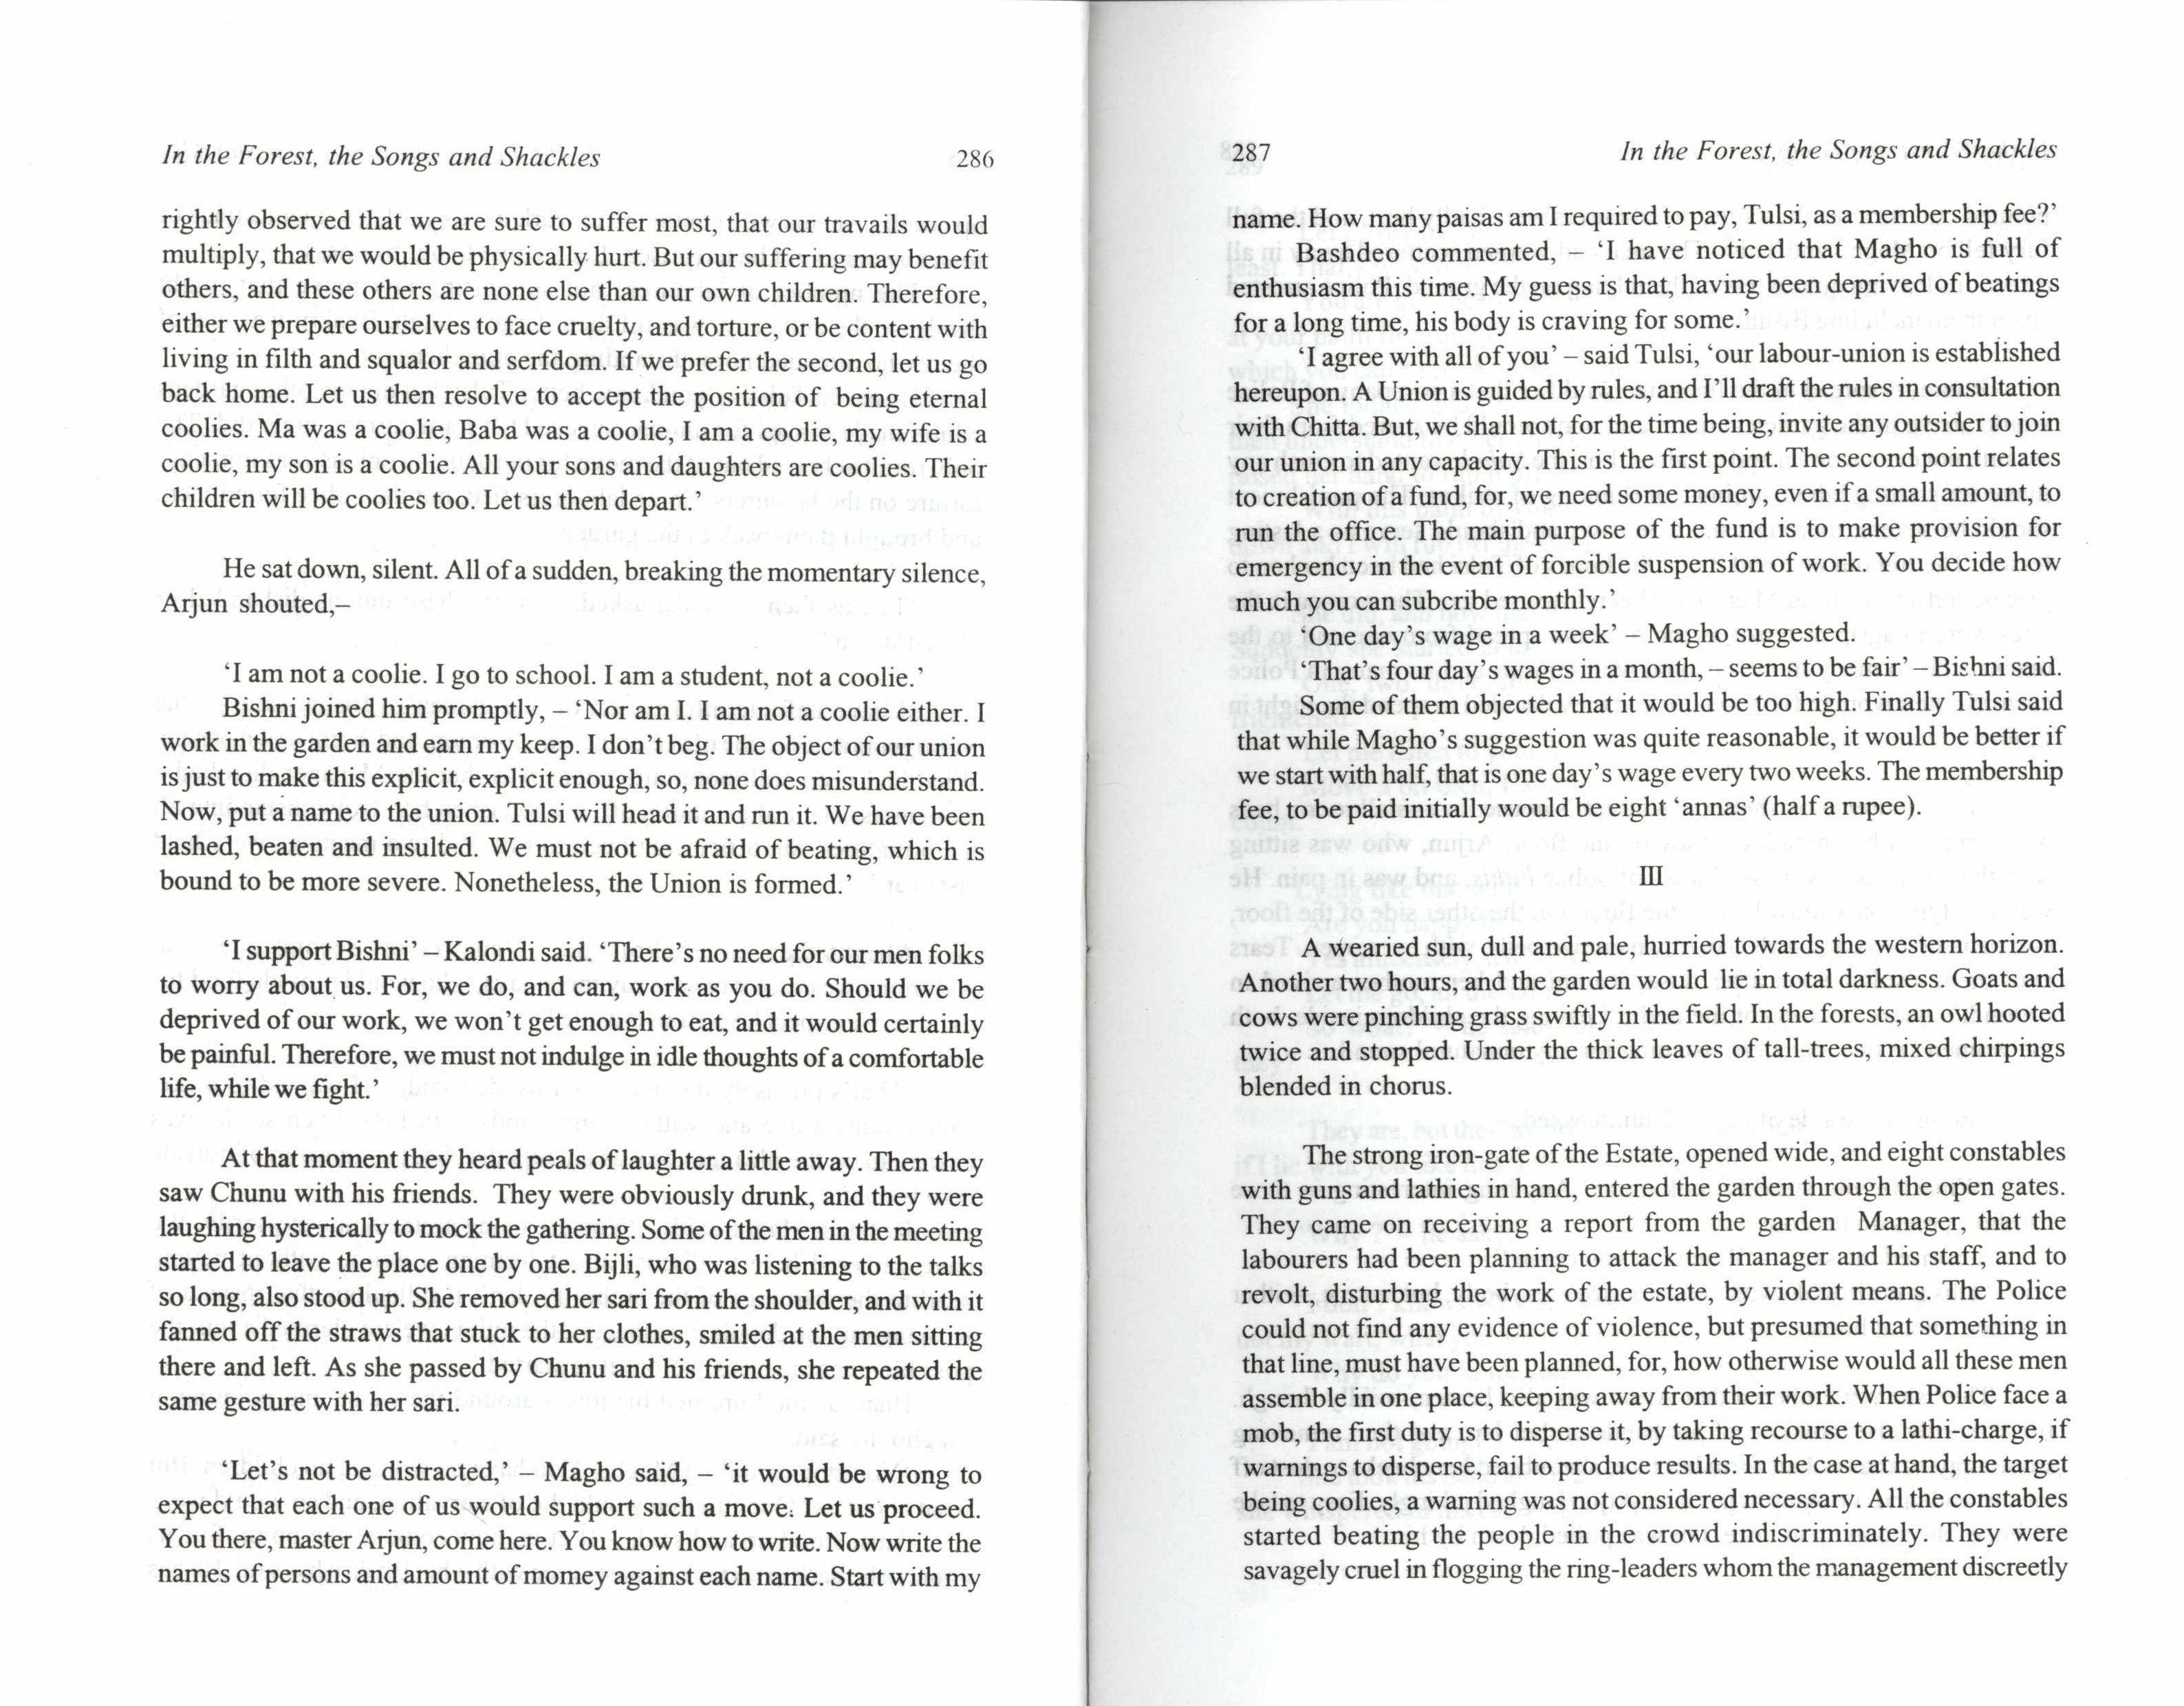 In the Forest, the Songs and Shackles 286
rightly observed that we are sure to suffer most, that our travails would
multiply, that we would be physically hurt. But our suffering may benefit
others, and these others are none else than our own children. Therefore,
either we prepare ourselves to face cruelty, and torture, or be content with
living in filth and squalor and serfdom. If we prefer the second, let us go
back home. Let us then resolve to accept the position of being eternal
coolies. Ma was a coolie, Baba was a coolie, I am a coolie, my wife is a
coolie, my son is a coolie. All your sons and daughters are coolies. Their
children will be coolies too. Let us then depart.’
He sat down, silent. All of a sudden, breaking the momentary silence,
Arjun shouted,–
‘I am not a coolie. I go to school. I am a student, not a coolie.’
Bishni joined him promptly, – ‘Nor am I. I am not a coolie either. I
work in the garden and earn my keep. I don’t beg. The object of our union
is just to make this explicit, explicit enough, so, none does misunderstand.
Now, put a name to the union. Tulsi will head it and run it. We have been
lashed, beaten and insulted. We must not be afraid of beating, which is
bound to be more severe. Nonetheless, the Union is formed.’
‘I support Bishni’ – Kalondi said. ‘There’s no need for our men folks
to worry about us. For, we do, and can, work as you do. Should we be
deprived of our work, we won’t get enough to eat, and it would certainly
be painful. Therefore, we must not indulge in idle thoughts of a comfortable
life, while we fight.’
At that moment they heard peals of laughter a little away. Then they
saw Chunu with his friends. They were obviously drunk, and they were
laughing hysterically to mock the gathering. Some of the men in the meeting
started to leave the place one by one. Bijli, who was listening to the talks
so long, also stood up. She removed her sari from the shoulder, and with it
fanned off the straws that stuck to her clothes, smiled at the men sitting
there and left. As she passed by Chunu and his friends, she repeated the
same gesture with her sari.
‘Let’s not be distracted,’ – Magho said, – ‘it would be wrong to
expect that each one of us would support such a move. Let us proceed.
You there, master Arjun, come here. You know how to write. Now write the
names of persons and amount of momey against each name. Start with my
287 In the Forest, the Songs and Shackles
name. How many paisas am I required to pay, Tulsi, as a membership fee?’
Bashdeo commented, – ‘I have noticed that Magho is full of
enthusiasm this time. My guess is that, having been deprived of beatings
for a long time, his body is craving for some.’
‘I agree with all of you’ – said Tulsi, ‘our labour-union is established
hereupon. A Union is guided by rules, and I’ll draft the rules in consultation
with Chitta. But, we shall not, for the time being, invite any outsider to join
our union in any capacity. This is the first point. The second point relates
to creation of a fund, for, we need some money, even if a small amount, to
run the office. The main purpose of the fund is to make provision for
emergency in the event of forcible suspension of work. You decide how
much you can subcribe monthly.’
‘One day’s wage in a week’ – Magho suggested.
‘That’s four day’s wages in a month, – seems to be fair’ – Bishni said.
Some of them objected that it would be too high. Finally Tulsi said
that while Magho’s suggestion was quite reasonable, it would be better if
we start with half, that is one day’s wage every two weeks. The membership
fee, to be paid initially would be eight ‘annas’ (half a rupee).
III
A wearied sun, dull and pale, hurried towards the western horizon.
Another two hours, and the garden would lie in total darkness. Goats and
cows were pinching grass swiftly in the field. In the forests, an owl hooted
twice and stopped. Under the thick leaves of tall-trees, mixed chirpings
blended in chorus.
The strong iron-gate of the Estate, opened wide, and eight constables
with guns and lathies in hand, entered the garden through the open gates.
They came on receiving a report from the garden Manager, that the
labourers had been planning to attack the manager and his staff, and to
revolt, disturbing the work of the estate, by violent means. The Police
could not find any evidence of violence, but presumed that something in
that line, must have been planned, for, how otherwise would all these men
assemble in one place, keeping away from their work. When Police face a
mob, the first duty is to disperse it, by taking recourse to a lathi-charge, if
warnings to disperse, fail to produce results. In the case at hand, the target
being coolies, a warning was not considered necessary. All the constables
started beating the people in the crowd indiscriminately. They were
savagely cruel in flogging the ring-leaders whom the management discreetly